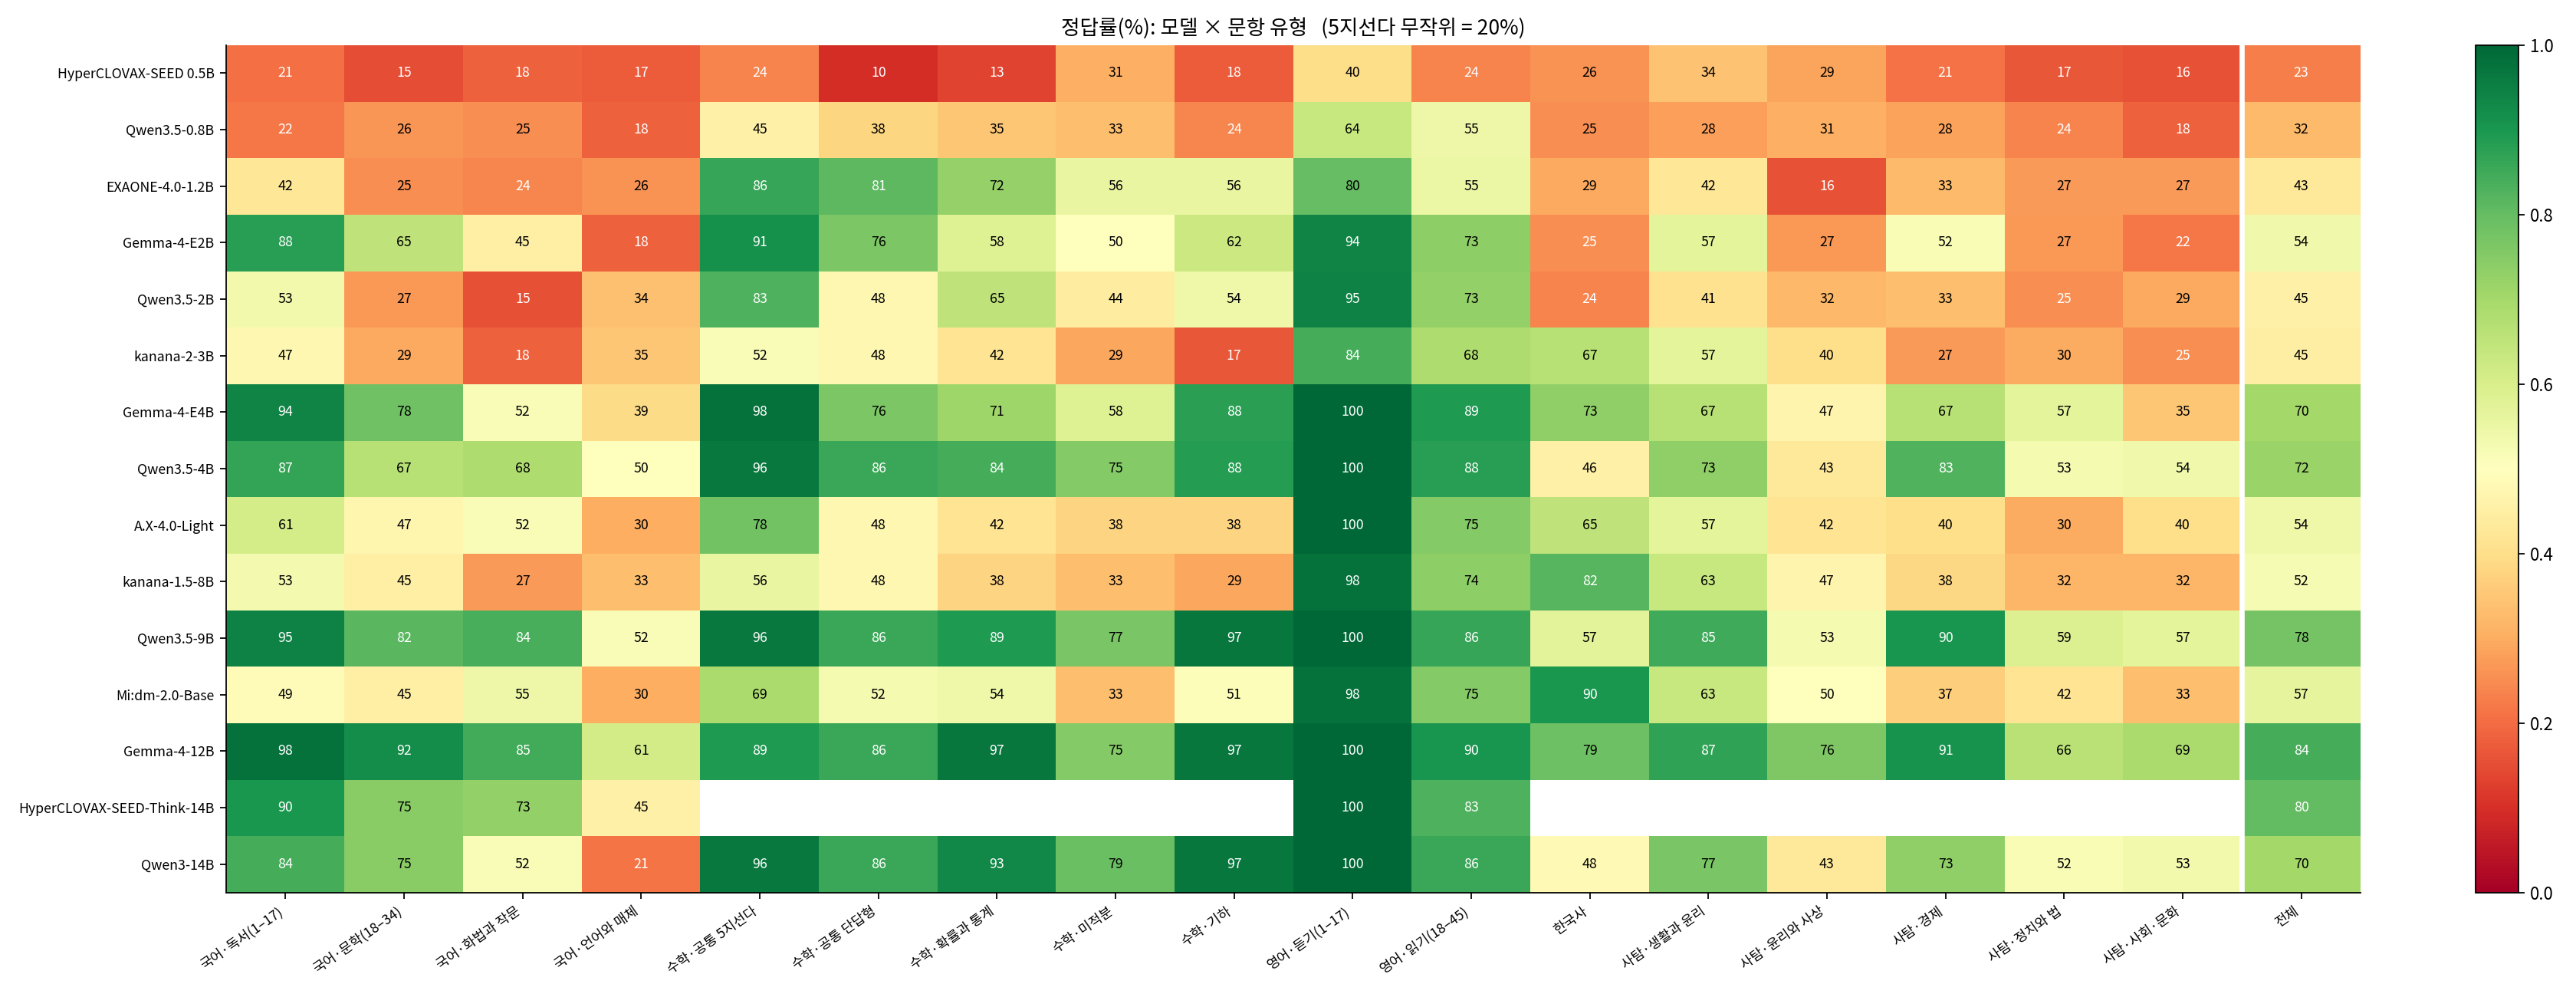 정답률(%): 모델 × 문항 유형 (5지선다 무작위 = 20%)
HyperCLOVAX-SEED 0.5B 21 15 18 17 24 10 13 31 18 40 24 26 34 29 21 17 16 23
Qwen3.5-0.8B 22 26 25 18 45 38 35 33 24 64 55 25 28 31 28 24 18 32
EXAONE-4.0-1.2B 42 25 24 26 86 81 72 56 56 80 55 29 42 16 33 27 27 43
Gemma-4-E2B 88 65 45 18 91 76 58 50 62 94 73 25 57 27 52 27 22 54
Qwen3.5-2B 53 27 15 34 83 48 65 44 54 95 73 24 41 32 33 25 29 45
kanana-2-3B 47 29 18 35 52 48 42 29 17 84 68 67 57 40 27 30 25 45
Gemma-4-E4B 94 78 52 39 98 76 71 58 88 100 89 73 67 47 67 57 35 70
Qwen3.5-4B 87 67 68 50 96 86 84 75 88 100 88 46 73 43 83 53 54 72
A.X-4.0-Light 61 47 52 30 78 48 42 38 38 100 75 65 57 42 40 30 40 54
kanana-1.5-8B 53 45 27 33 56 48 38 33 29 98 74 82 63 47 38 32 32 52
Qwen3.5-9B 95 82 84 52 96 86 89 77 97 100 86 57 85 53 90 59 57 78
Mi:dm-2.0-Base 49 45 55 30 69 52 54 33 51 98 75 90 63 50 37 42 33 57
Gemma-4-12B 98 92 85 61 89 86 97 75 97 100 90 79 87 76 91 66 69 84
HyperCLOVAX-SEED-Think-14B 90 75 73 45 100 83 80
Qwen3-14B 84 75 52 21 96 86 93 79 97 100 86 48 77 43 73 52 53 70
국어·독서(1–17)
국어·문학(18–34)
국어·화법과 작문
국어·언어와 매체
수학·공통 5지선다
수학·공통 단답형
수학·확률과 통계
수학·미적분
수학·기하
영어·듣기(1–17)
영어·읽기(18–45)
한국사
사탐·생활과 윤리
사탐·윤리와 사상
사탐·경제
사탐·정치와 법
사탐·사회·문화
전체
1.0
0.8
0.6
0.4
0.2
0.0